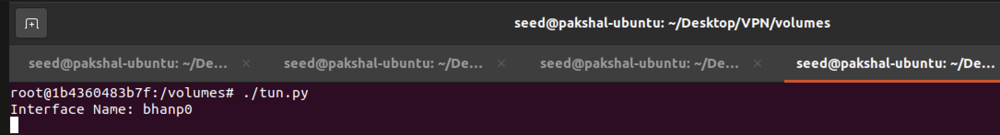 seed@pakshal-ubuntu: ~/Desktop/VPN/volumes
seed@pakshal-ubuntu: ~/De... × seed@pakshal-ubuntu: ~/De... × seed@pakshal-ubuntu: ~/De... × seed@pakshal-ubuntu: ~/De...
root@1b4360483b7f:/volumes# ./tun.py
Interface Name: bhanp0